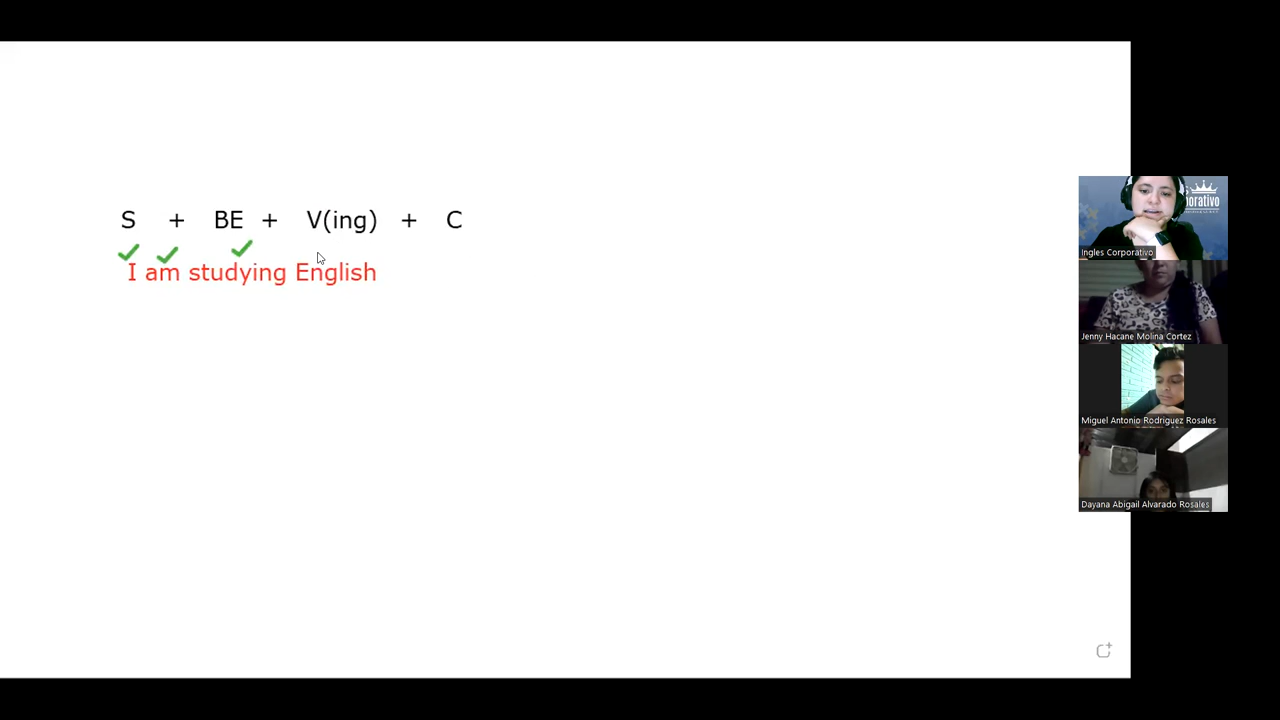 S + BE + V(ing) + C
I am studying English
orativo
Ingles Corporativo
Jenny Hacane Molina Cortez
Miguel Antonio Rodriguez Rosales
Dayana Abigail Alvarado Rosales